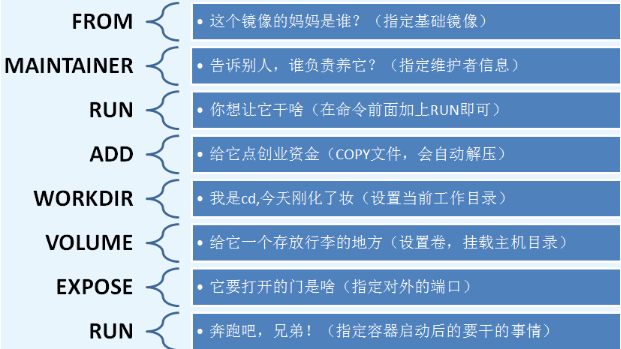 FROM
• 这个镜像的妈妈是谁？（指定基础镜像）
MAINTAINER
• 告诉别人，谁负责养它？（指定维护者信息）
RUN
• 你想让它干啥（在命令前面加上RUN即可）
ADD
• 给它点创业资金（COPY文件，会自动解压）
WORKDIR
• 我是cd,今天刚化了妆（设置当前工作目录）
VOLUME
• 给它一个存放行李的地方（设置卷，挂载主机目录）
EXPOSE
• 它要打开的门是啥（指定对外的端口）
RUN
• 奔跑吧，兄弟！（指定容器启动后的要干的事情）